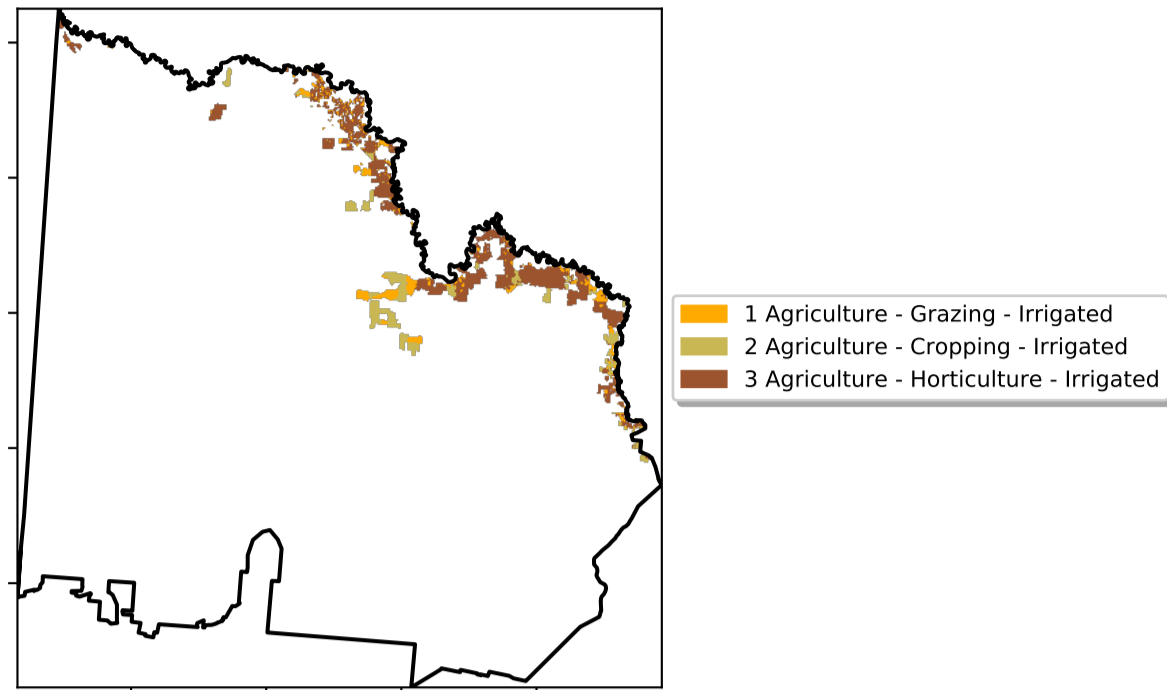 1 Agriculture - Grazing - Irrigated
2 Agriculture - Cropping - Irrigated
3 Agriculture - Horticulture - Irrigated